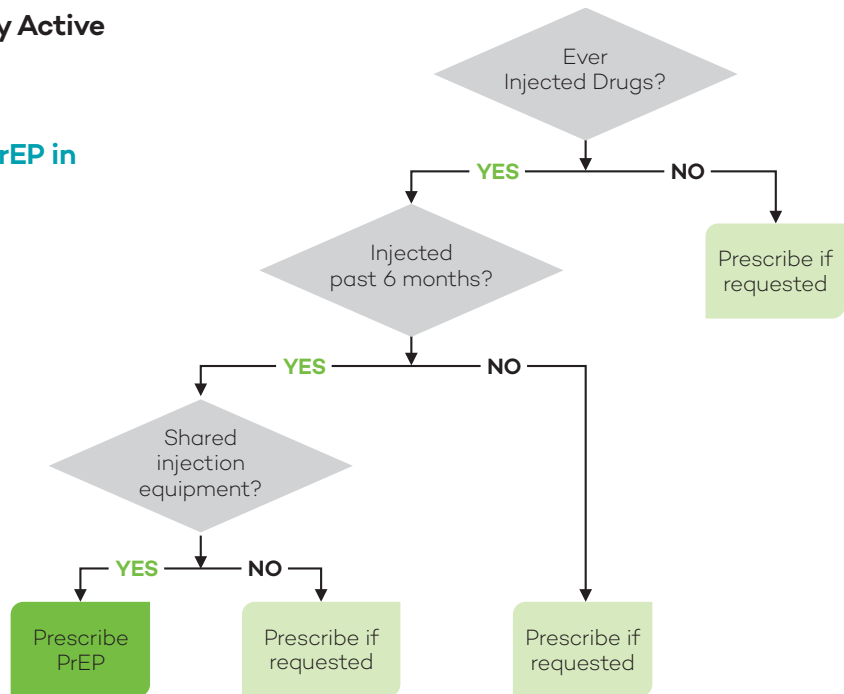 y Active
rEP in
Ever
Injected Drugs?
YES
NO
Injected
past 6 months?
Prescribe if
requested
YES
NO
Shared
injection
equipment?
YES
NO
Prescribe
PrEP
Prescribe if
requested
Prescribe if
requested